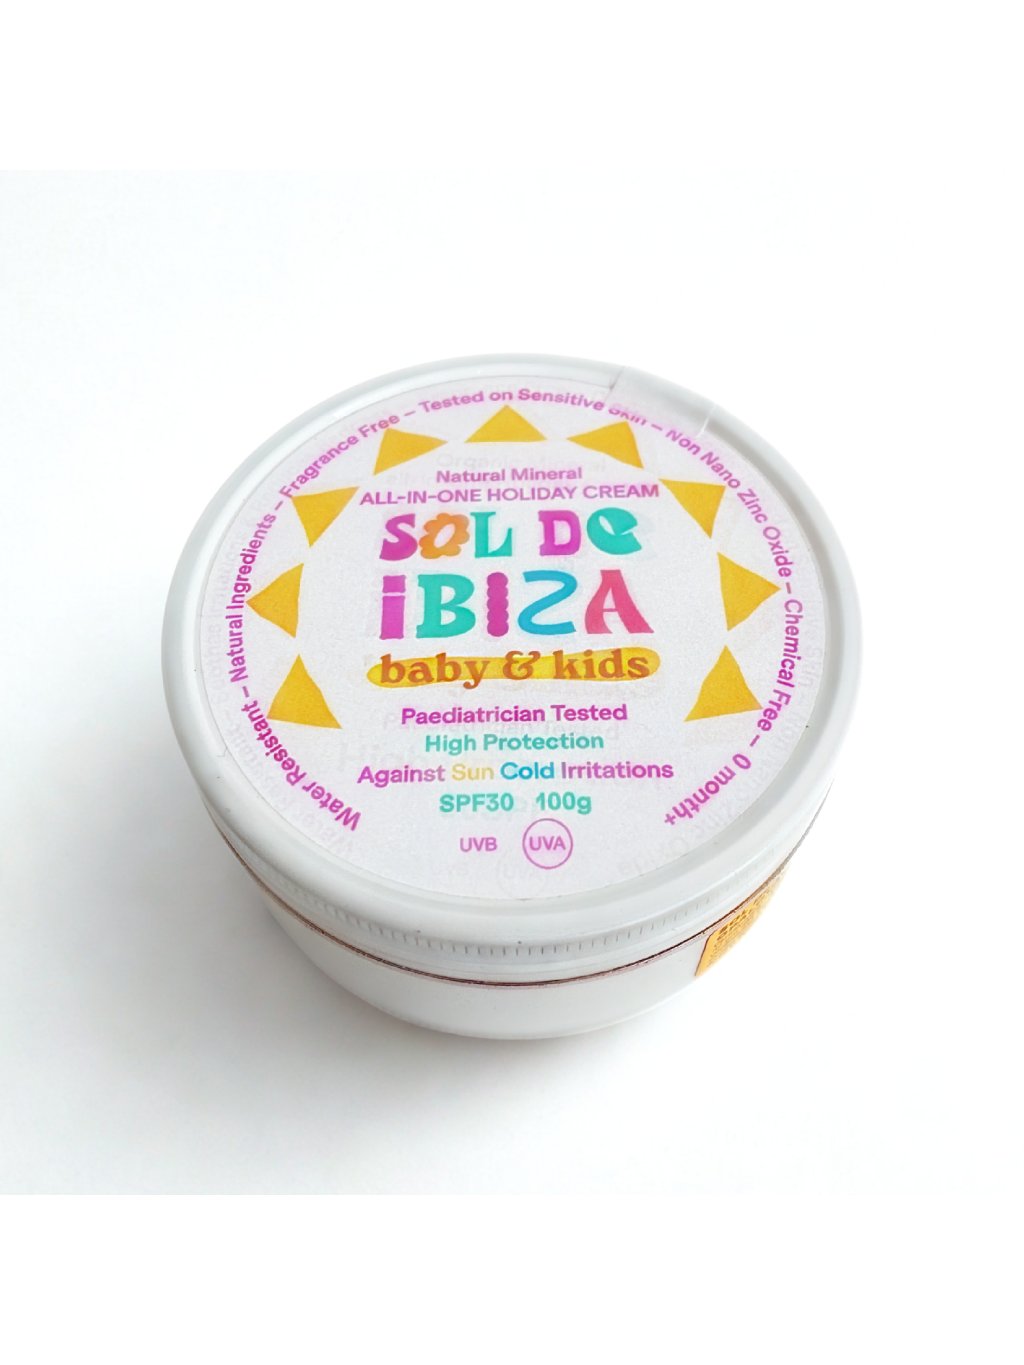 Water Resistant – Natural Ingredients – Fragrance Free – Tested on Sensitive Skin – Non Nano Zinc Oxide – Chemical Free – 0 month+
Natural Mineral
ALL-IN-ONE HOLIDAY CREAM
SOL DE
IBIZA
baby & kids
Paediatrician Tested
High Protection
Against Sun Cold Irritations
SPF30 100g
UVB UVA